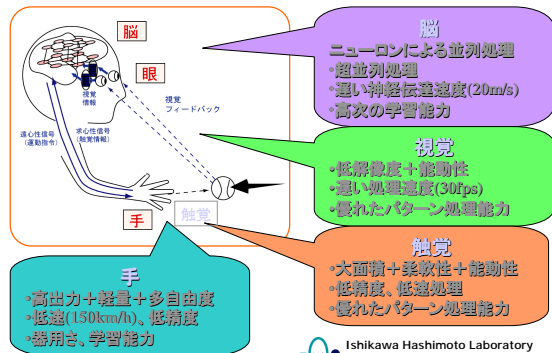 脳
眼
視覚
情報
視覚
フィードバック
遠心性信号
(運動指令)
求心性信号
(触覚情報)
手
触覚
脳
ニューロンによる並列処理
・超並列処理
・遅い神経伝達速度(20m/s)
・高次の学習能力
視覚
・低解像度＋能動性
・遅い処理速度(30fps)
・優れたパターン処理能力
触覚
・大面積＋柔軟性＋能動性
・低精度、低速処理
・優れたパターン処理能力
手
・高出力＋軽量＋多自由度
・低速(150km/h)、低精度
・器用さ、学習能力
Ishikawa Hashimoto Laboratory